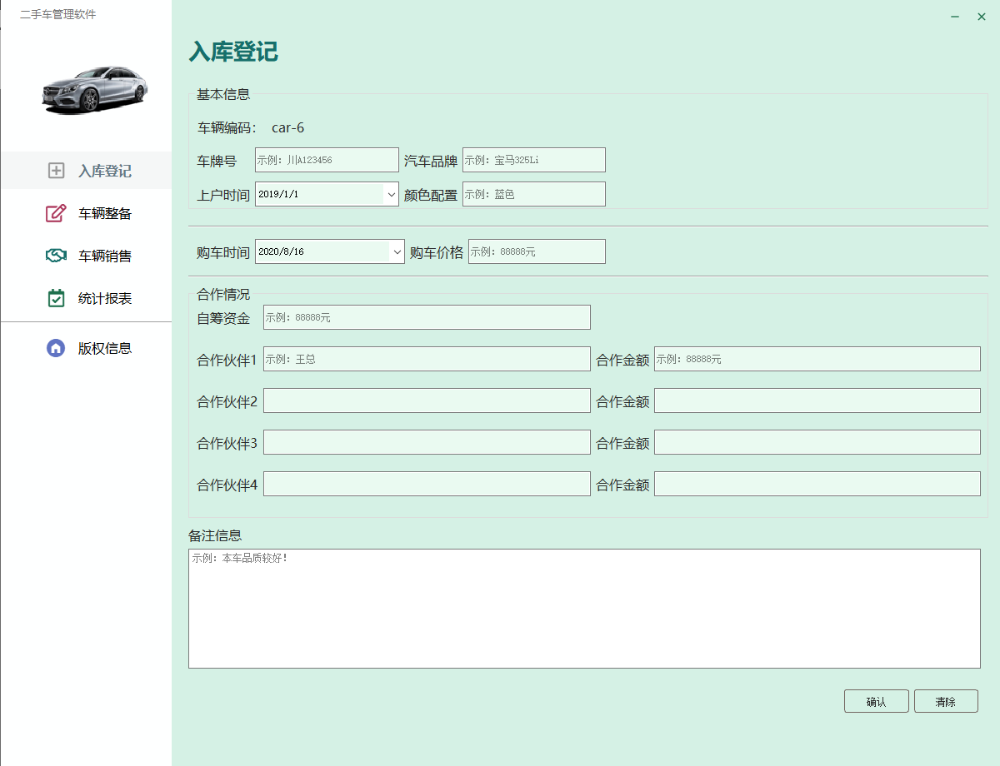 二手车管理软件
入库登记
车辆整备
车辆销售
统计报表
版权信息
入库登记
基本信息
车辆编码： car-6
车牌号 示例：川A123456 汽车品牌 示例：宝马325Li
上户时间 2019/1/1 颜色配置 示例：蓝色
购车时间 2020/8/16 购车价格 示例：88888元
合作情况
自筹资金 示例：88888元
合作伙伴1 示例：王总 合作金额 示例：88888元
合作伙伴2 合作金额
合作伙伴3 合作金额
合作伙伴4 合作金额
备注信息
示例：本车品质较好！
确认 清除